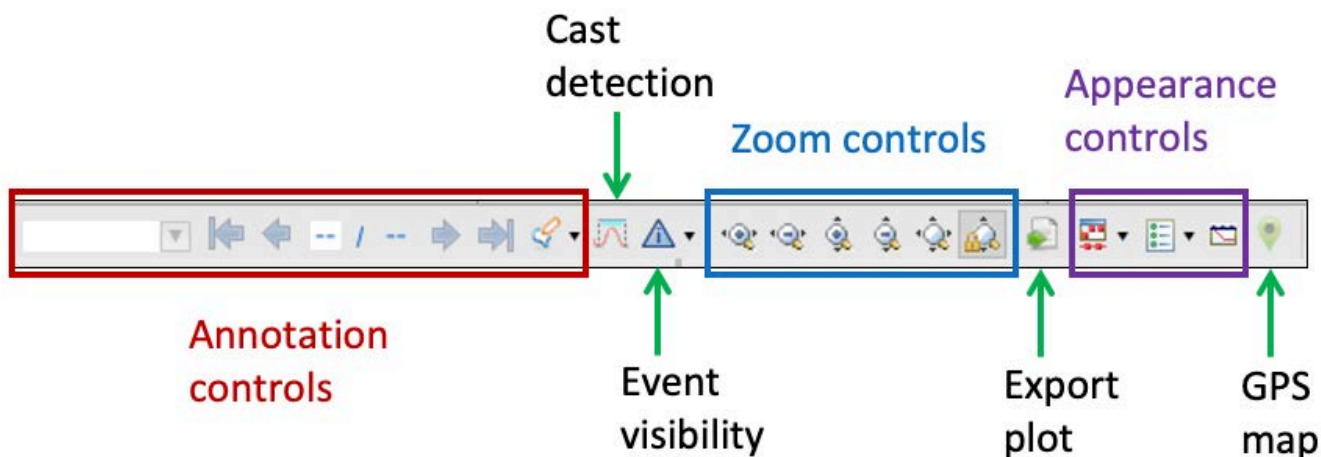 Cast
detection
Appearance
controls
Zoom controls
-- / --
Annotation
controls
Event
visibility
Export
plot
GPS
map